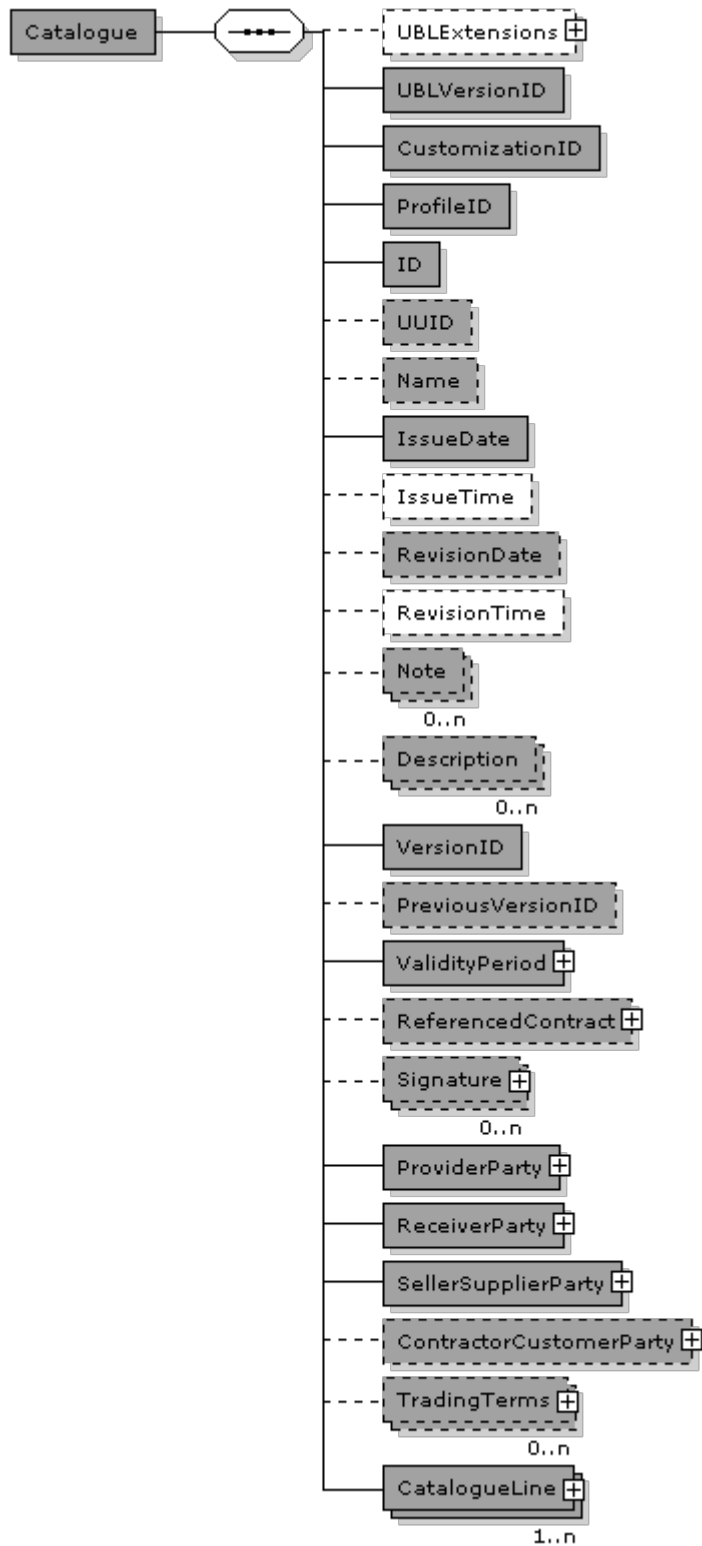 Catalogue
UBLExtensions
UBLVersionID
CustomizationID
ProfileID
ID
UUID
Name
IssueDate
IssueTime
RevisionDate
RevisionTime
Note
0..n
Description
0..n
VersionID
PreviousVersionID
ValidityPeriod
ReferencedContract
Signature
0..n
ProviderParty
ReceiverParty
SellerSupplierParty
ContractorCustomerParty
TradingTerms
0..n
CatalogueLine
1..n